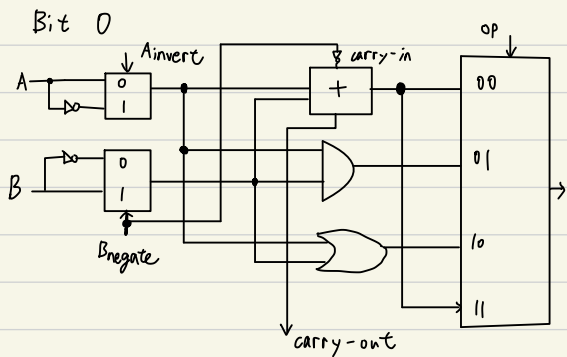 Bit 0
OP
Ainvert
carry-in
A
0
1
+
00
01
B
0
1
Bnegate
10
11
carry-out